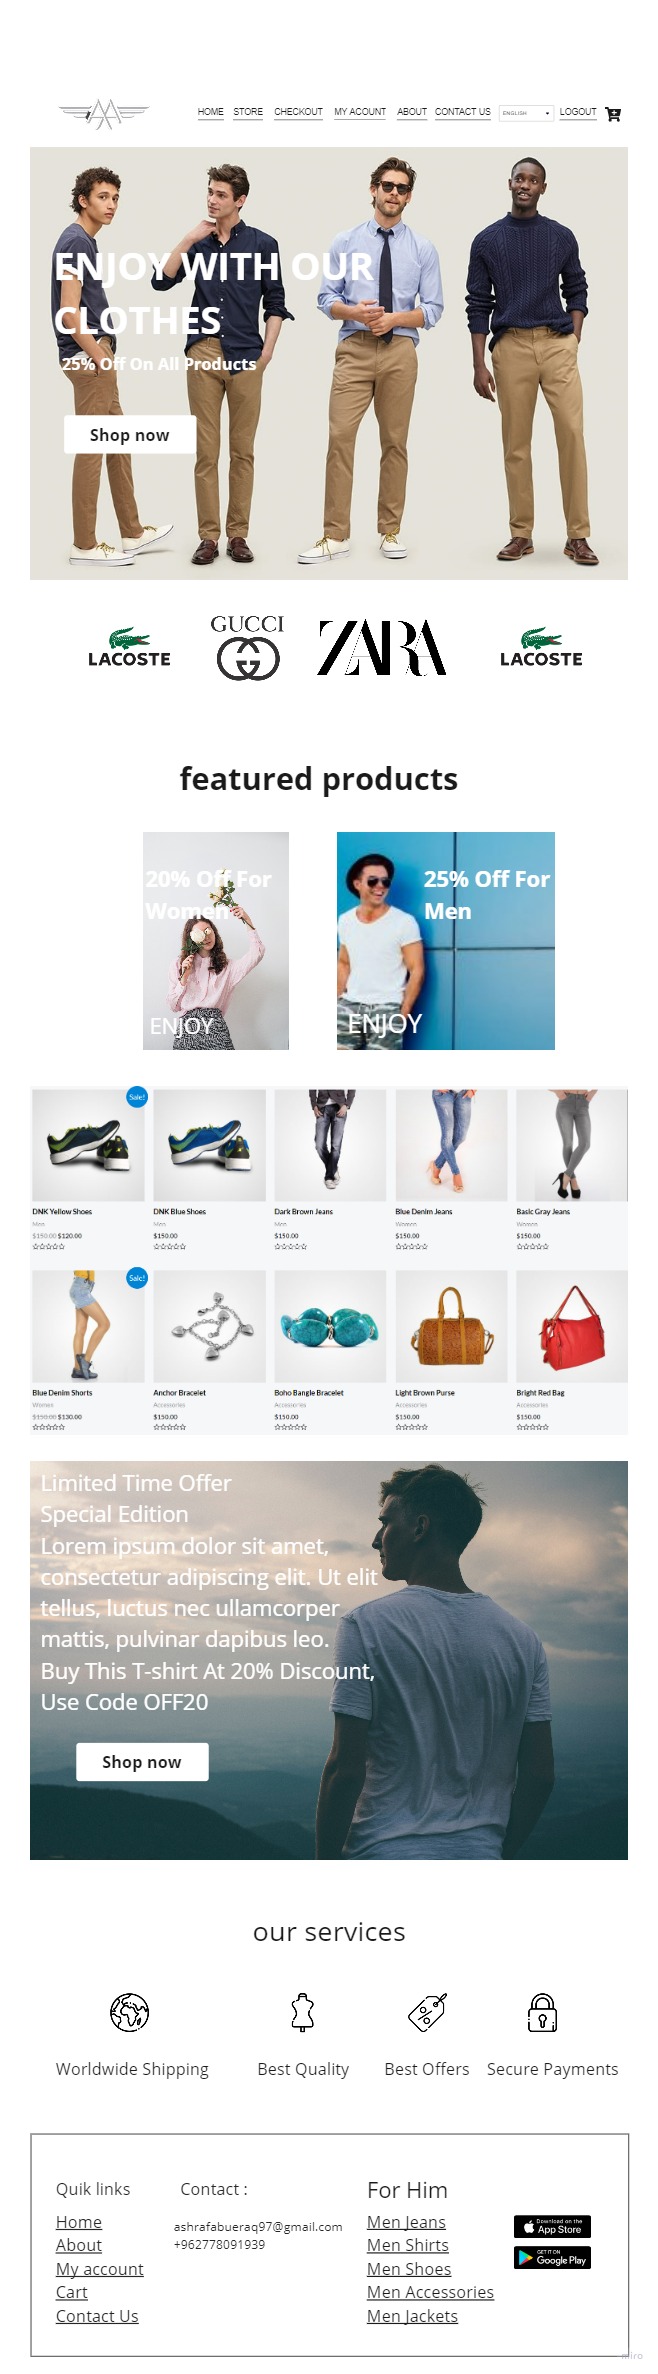 HOME STORE CHECKOUT MY ACOUNT ABOUT CONTACT US ENGLISH LOGOUT
ENJOY WITH OUR
CLOTHES
25% Off On All Products
Shop now
LACOSTE GUCCI ZARA LACOSTE
featured products
20% Off For
Women
ENJOY
25% Off For
Men
ENJOY
Sale!
DNK Yellow Shoes
Men
$150.00 $120.00
DNK Blue Shoes
Men
$150.00
Dark Brown Jeans
Men
$150.00
Blue Denim Jeans
Women
$150.00
Basic Gray Jeans
Women
$150.00
Sale!
Blue Denim Shorts
Women
$150.00 $130.00
Anchor Bracelet
Accessories
$150.00
Boho Bangle Bracelet
Accessories
$150.00
Light Brown Purse
Accessories
$150.00
Bright Red Bag
Accessories
$150.00
Limited Time Offer
Special Edition
Lorem ipsum dolor sit amet,
consectetur adipiscing elit. Ut elit
tellus, luctus nec ullamcorper
mattis, pulvinar dapibus leo.
Buy This T-shirt At 20% Discount,
Use Code OFF20
Shop now
our services
Worldwide Shipping
Best Quality
Best Offers
Secure Payments
Quik links
Home
About
My account
Cart
Contact Us
Contact :
ashrafabueraq97@gmail.com
+962778091939
For Him
Men Jeans
Men Shirts
Men Shoes
Men Accessories
Men Jackets
Download on the
App Store
GET IT ON
Google Play
miro